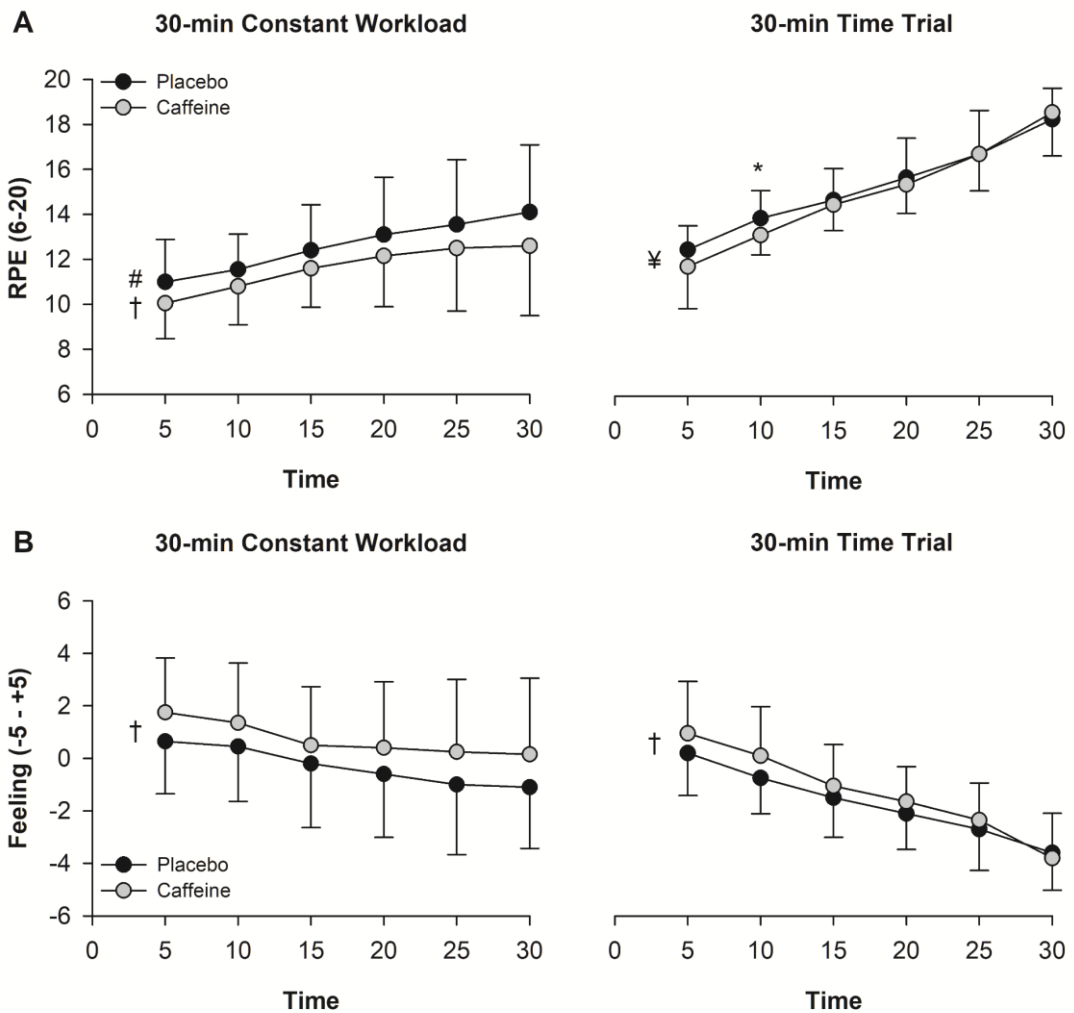 A
30-min Constant Workload
30-min Time Trial
20
18
16
14
12
10
8
6
RPE (6-20)
Placebo
Caffeine
#
†
*
¥
0 5 10 15 20 25 30
0 5 10 15 20 25 30
Time
Time
B
30-min Constant Workload
30-min Time Trial
6
4
2
0
-2
-4
-6
Feeling (-5 - +5)
†
†
Placebo
Caffeine
0 5 10 15 20 25 30
0 5 10 15 20 25 30
Time
Time